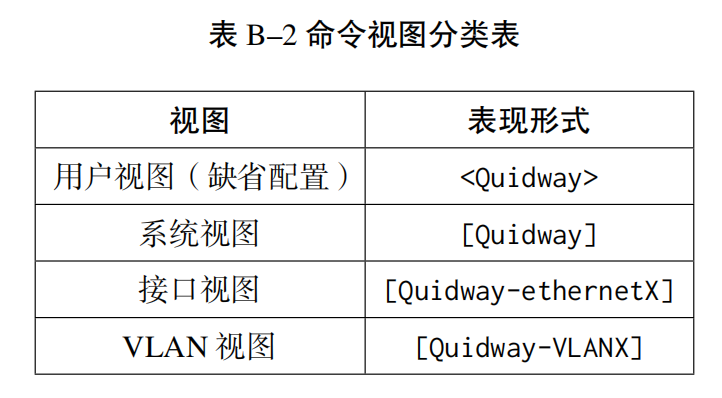 表 B–2 命令视图分类表
视图 表现形式
用户视图（缺省配置） <Quidway>
系统视图 [Quidway]
接口视图 [Quidway-ethernetX]
VLAN 视图 [Quidway-VLANX]